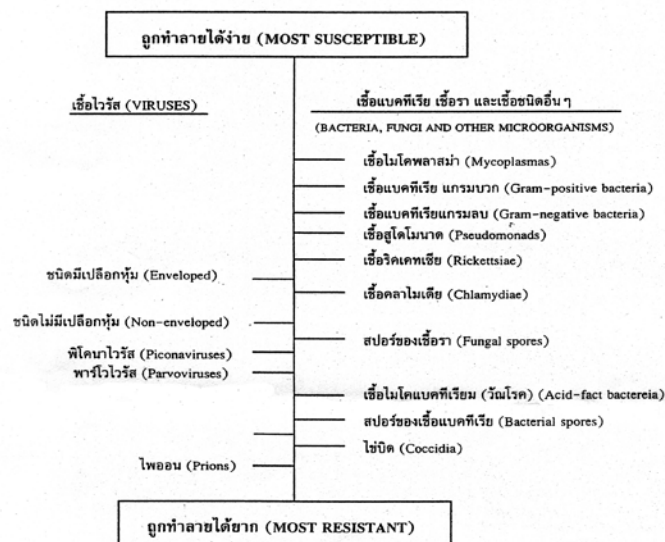 ถูกทำลายได้ง่าย (MOST SUSCEPTIBLE)
เชื้อไวรัส (VIRUSES)
เชื้อแบคทีเรีย เชื้อรา และเชื้อชนิดอื่น ๆ
(BACTERIA, FUNGI AND OTHER MICROORGANISMS)
เชื้อไมโคพลาสม่า (Mycoplasmas)
เชื้อแบคทีเรีย แกรมบวก (Gram-positive bacteria)
เชื้อแบคทีเรียแกรมลบ (Gram-negative bacteria)
เชื้อสูโดโมนาด (Pseudomonads)
เชื้อริคเคทเซีย (Rickettsiae)
ชนิดมีเปลือกหุ้ม (Enveloped)
เชื้อคลาไมเดีย (Chlamydiae)
ชนิดไม่มีเปลือกหุ้ม (Non-enveloped)
สปอร์ของเชื้อรา (Fungal spores)
พิโคนาไวรัส (Piconaviruses)
พาร์โวไวรัส (Parvoviruses)
เชื้อไมโคแบคทีเรียม (วัณโรค) (Acid-fact bactereia)
สปอร์ของเชื้อแบคทีเรีย (Bacterial spores)
ไข่บิด (Coccidia)
ไพออน (Prions)
ถูกทำลายได้ยาก (MOST RESISTANT)